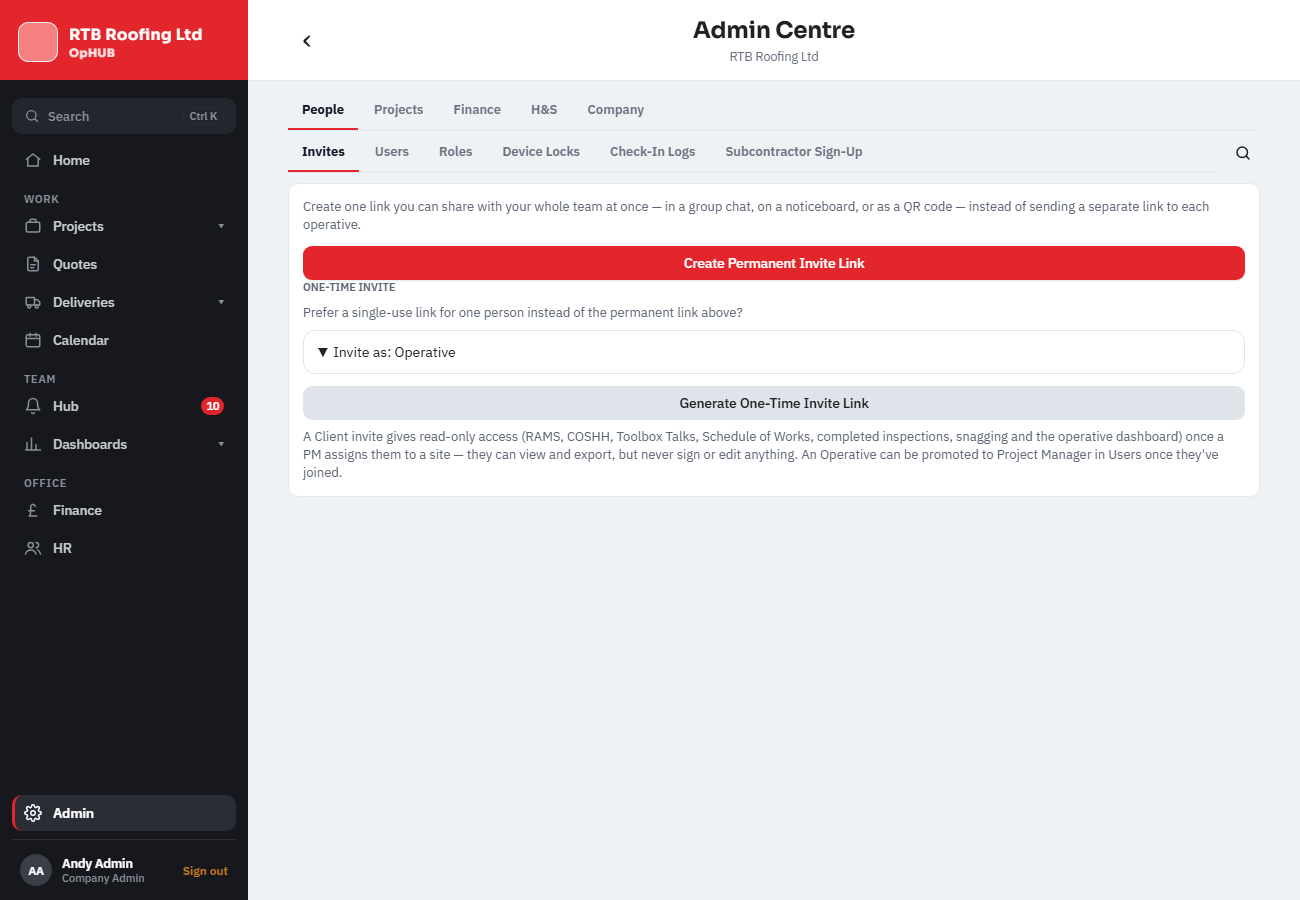 RTB Roofing Ltd
OpHUB
Search
Ctrl K
Home
WORK
Projects
Quotes
Deliveries
Calendar
TEAM
Hub
10
Dashboards
OFFICE
Finance
HR
Admin
AA
Andy Admin
Company Admin
Sign out
Admin Centre
RTB Roofing Ltd
People Projects Finance H&S Company
Invites Users Roles Device Locks Check-In Logs Subcontractor Sign-Up
Create one link you can share with your whole team at once — in a group chat, on a noticeboard, or as a QR code — instead of sending a separate link to each
operative.
Create Permanent Invite Link
ONE-TIME INVITE
Prefer a single-use link for one person instead of the permanent link above?
▼ Invite as: Operative
Generate One-Time Invite Link
A Client invite gives read-only access (RAMS, COSHH, Toolbox Talks, Schedule of Works, completed inspections, snagging and the operative dashboard) once a
PM assigns them to a site — they can view and export, but never sign or edit anything. An Operative can be promoted to Project Manager in Users once they've
joined.